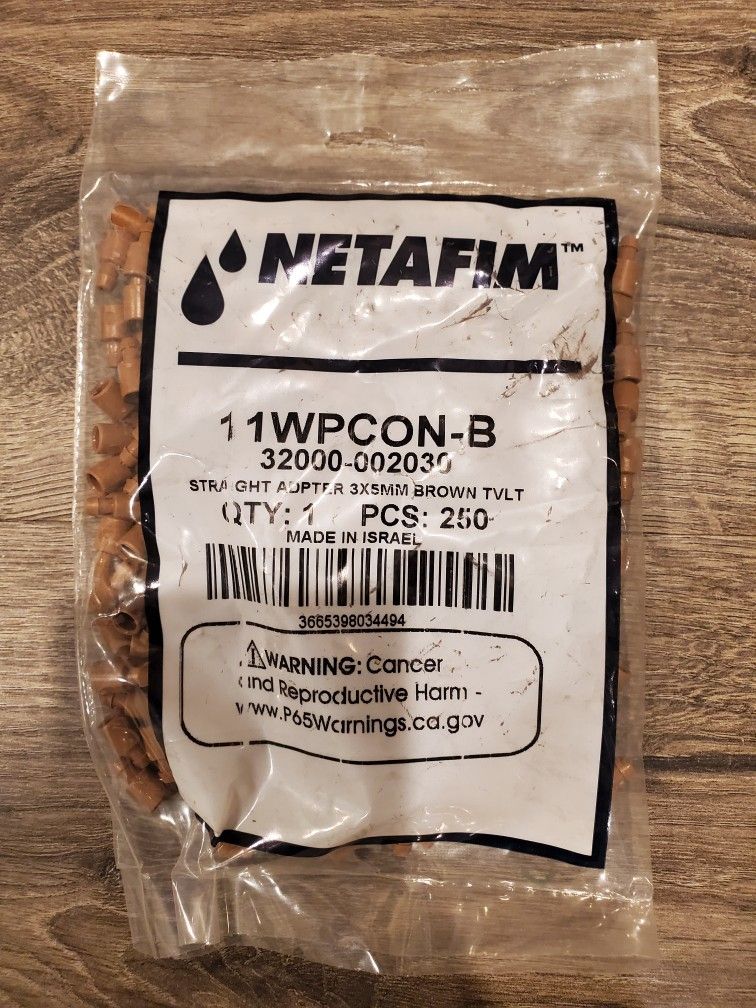 NETAFIM™
11WPCON-B
32000-002030
STRAIGHT ADPTER 3X5MM BROWN TVLT
QTY: 1 PCS: 250
MADE IN ISRAEL
3665398034494
⚠WARNING: Cancer
and Reproductive Harm -
www.P65Warnings.ca.gov